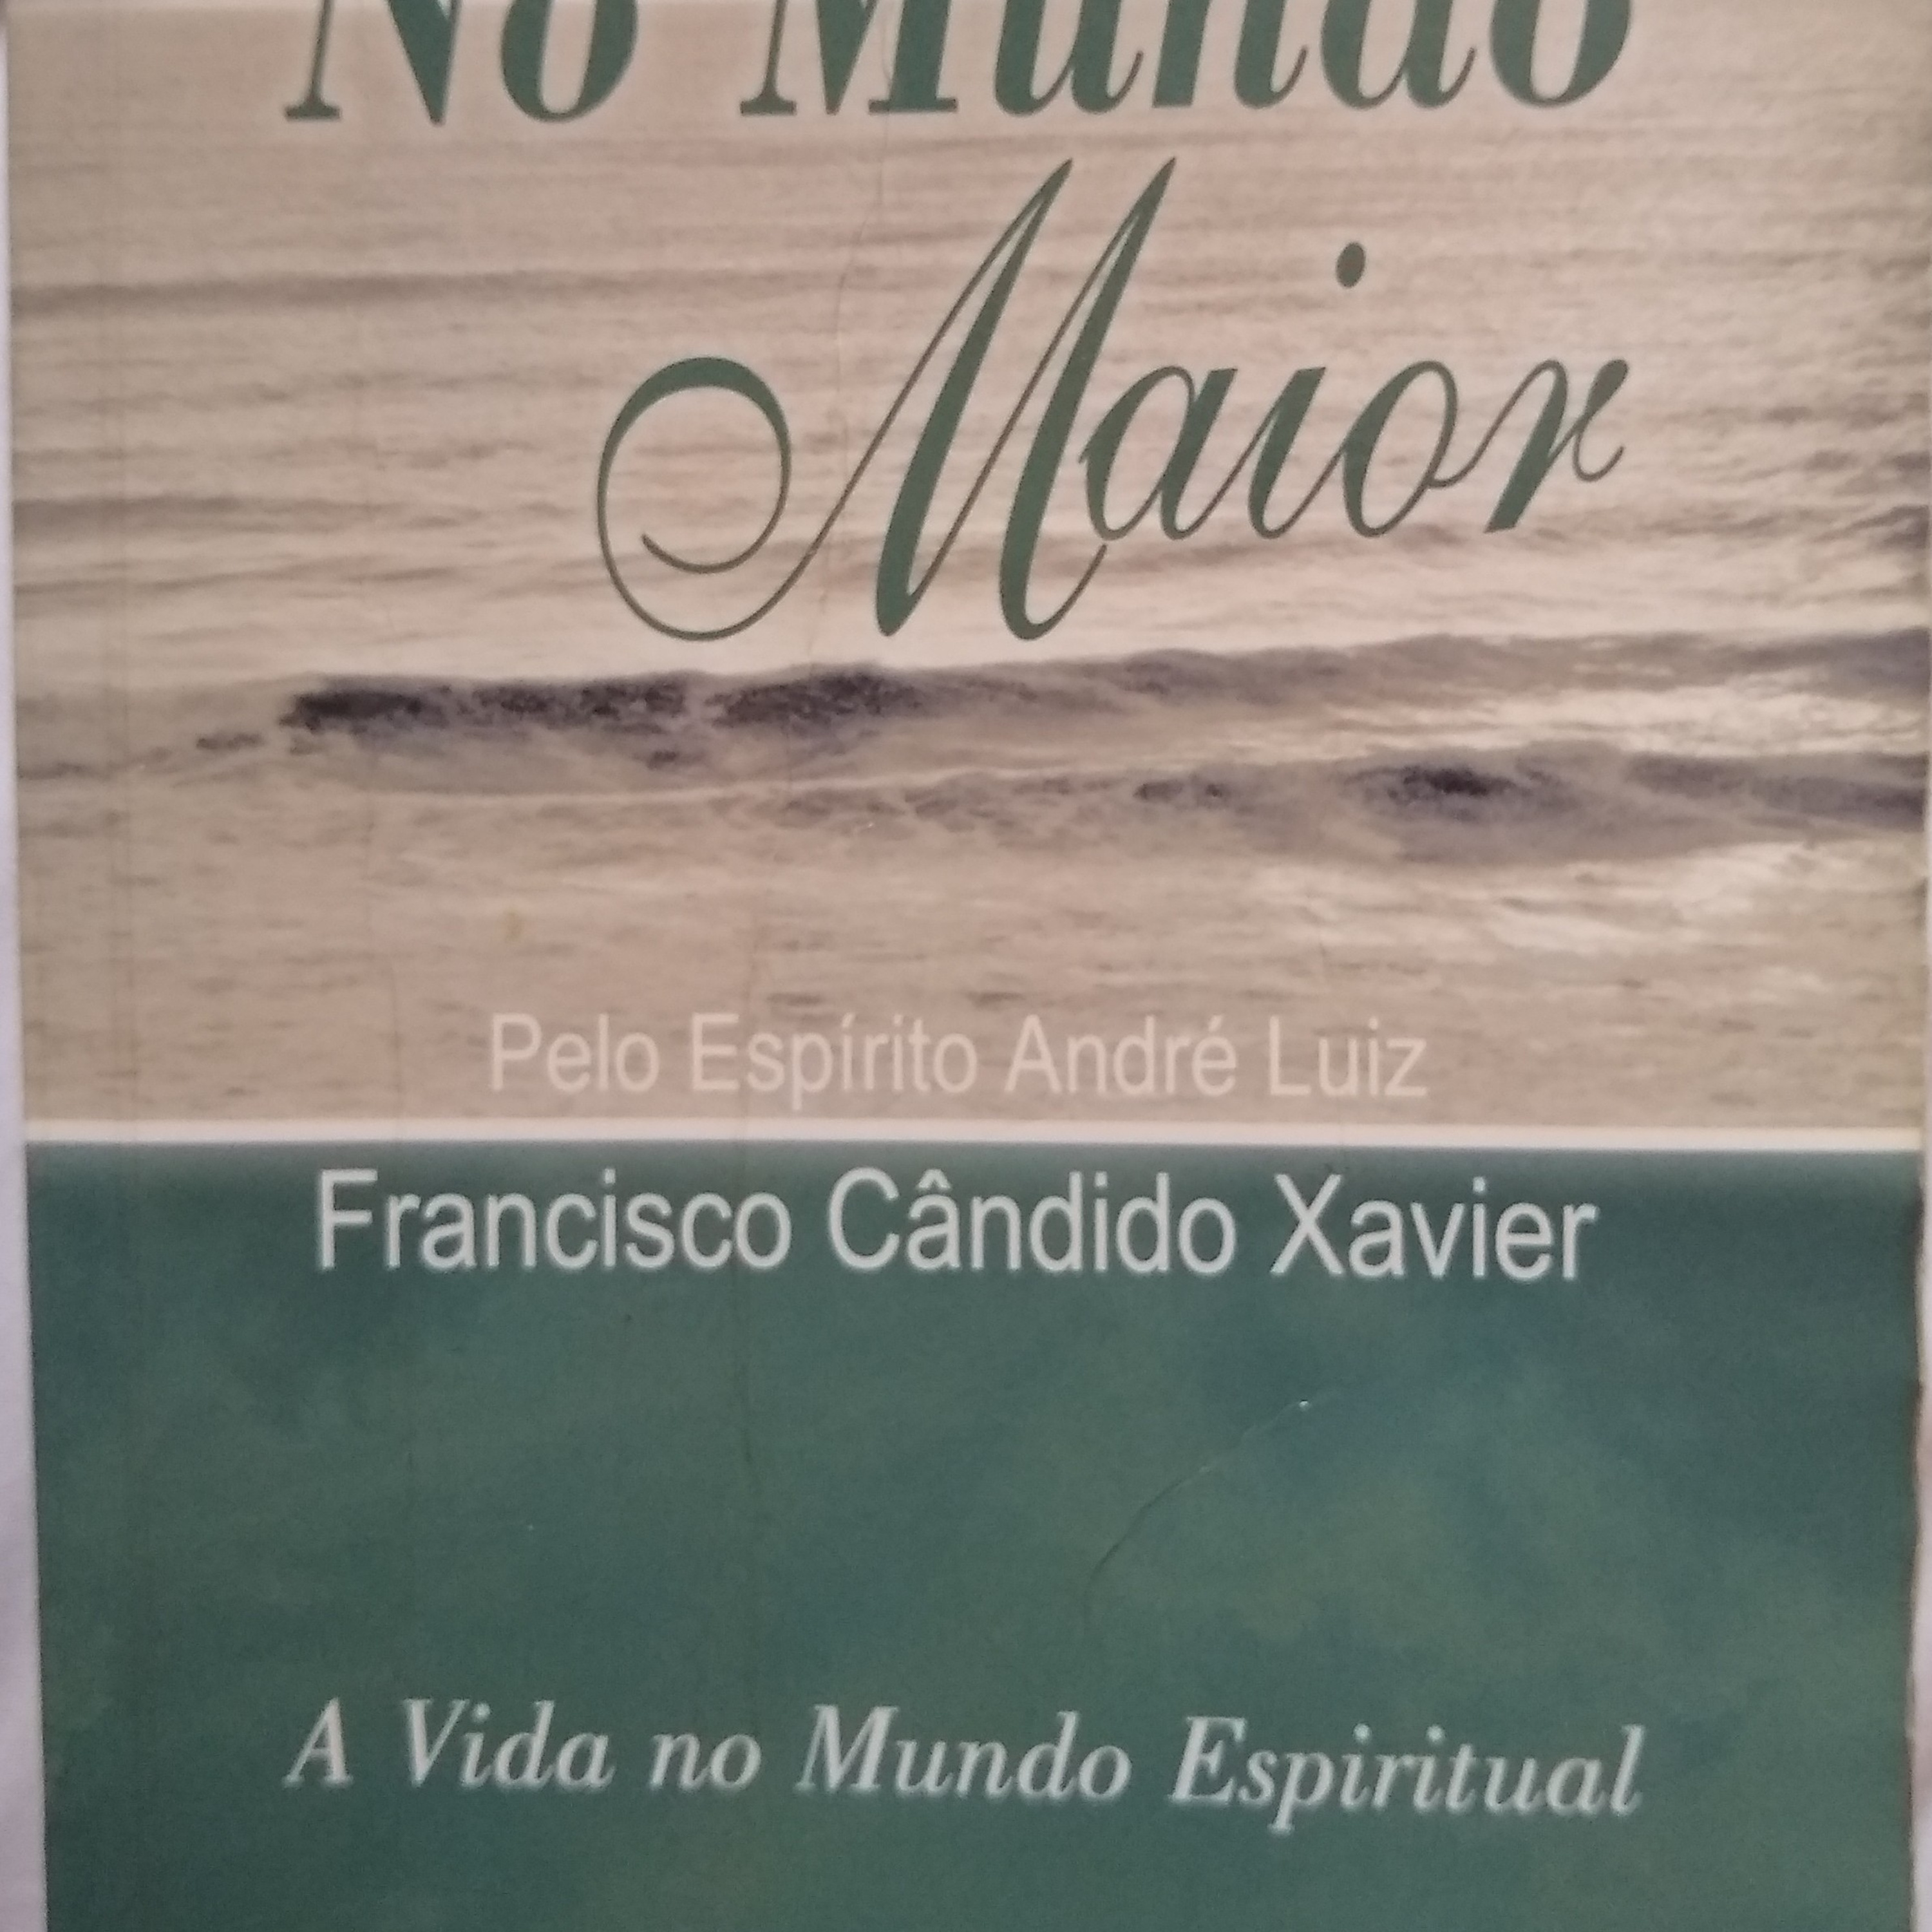 No Mundo
Maior
Pelo Espírito André Luiz
Francisco Cândido Xavier
A Vida no Mundo Espiritual